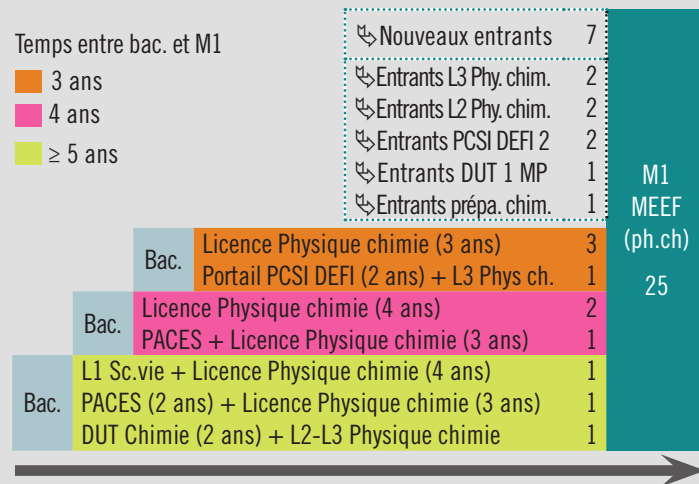 Temps entre bac. et M1
3 ans
4 ans
≥ 5 ans
Nouveaux entrants 7
Entrants L3 Phy. chim. 2
Entrants L2 Phy. chim. 2
Entrants PCSI DEFI 2 2
Entrants DUT 1 MP 1
Entrants prépa. chim. 1
Bac.
Licence Physique chimie (3 ans) 3
Portail PCSI DEFI (2 ans) + L3 Phys ch. 1
Bac.
Licence Physique chimie (4 ans) 2
PACES + Licence Physique chimie (3 ans) 1
Bac.
L1 Sc.vie + Licence Physique chimie (4 ans) 1
PACES (2 ans) + Licence Physique chimie (3 ans) 1
DUT Chimie (2 ans) + L2-L3 Physique chimie 1
M1
MEEF
(ph.ch)
25